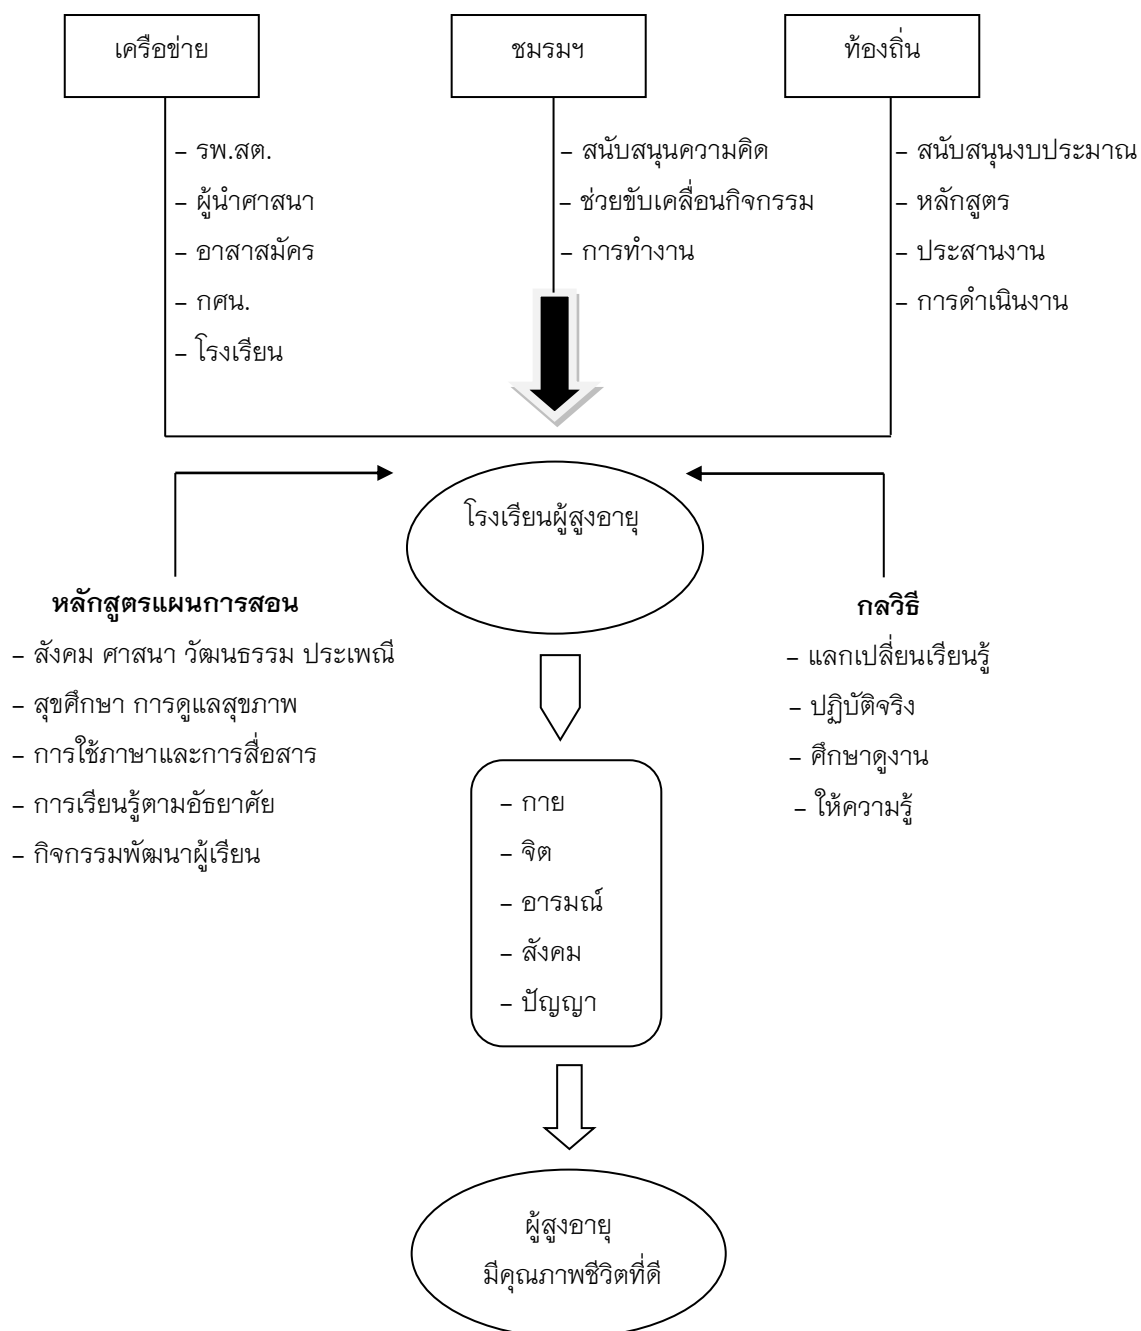 เครือข่าย
ชมรมฯ
ท้องถิ่น
– รพ.สต.
– ผู้นำศาสนา
– อาสาสมัคร
– กศน.
– โรงเรียน
– สนับสนุนความคิด
– ช่วยขับเคลื่อนกิจกรรม
– การทำงาน
– สนับสนุนงบประมาณ
– หลักสูตร
– ประสานงาน
– การดำเนินงาน
โรงเรียนผู้สูงอายุ
หลักสูตรแผนการสอน
– สังคม ศาสนา วัฒนธรรม ประเพณี
– สุขศึกษา การดูแลสุขภาพ
– การใช้ภาษาและการสื่อสาร
– การเรียนรู้ตามอัธยาศัย
– กิจกรรมพัฒนาผู้เรียน
กลวิธี
– แลกเปลี่ยนเรียนรู้
– ปฏิบัติจริง
– ศึกษาดูงาน
– ให้ความรู้
– กาย
– จิต
– อารมณ์
– สังคม
– ปัญญา
ผู้สูงอายุ
มีคุณภาพชีวิตที่ดี